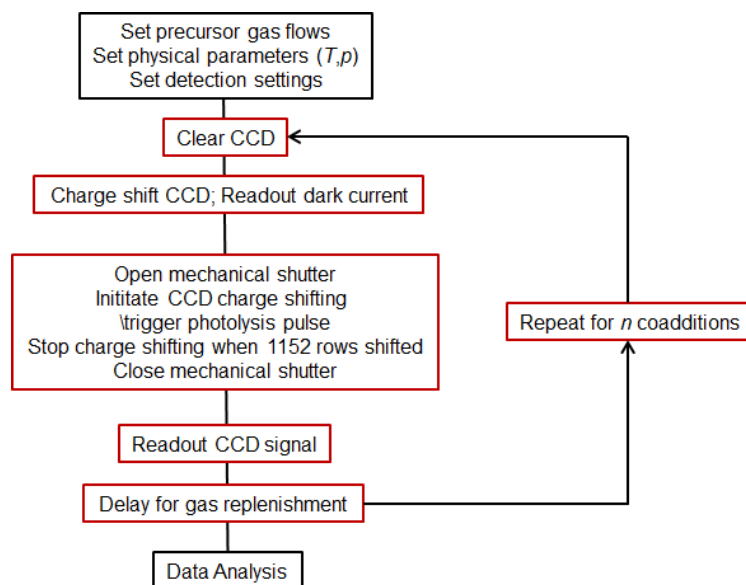 Set precursor gas flows
Set physical parameters (T,p)
Set detection settings
Clear CCD
Charge shift CCD; Readout dark current
Open mechanical shutter
Inititate CCD charge shifting
\trigger photolysis pulse
Stop charge shifting when 1152 rows shifted
Close mechanical shutter
Repeat for n coadditions
Readout CCD signal
Delay for gas replenishment
Data Analysis